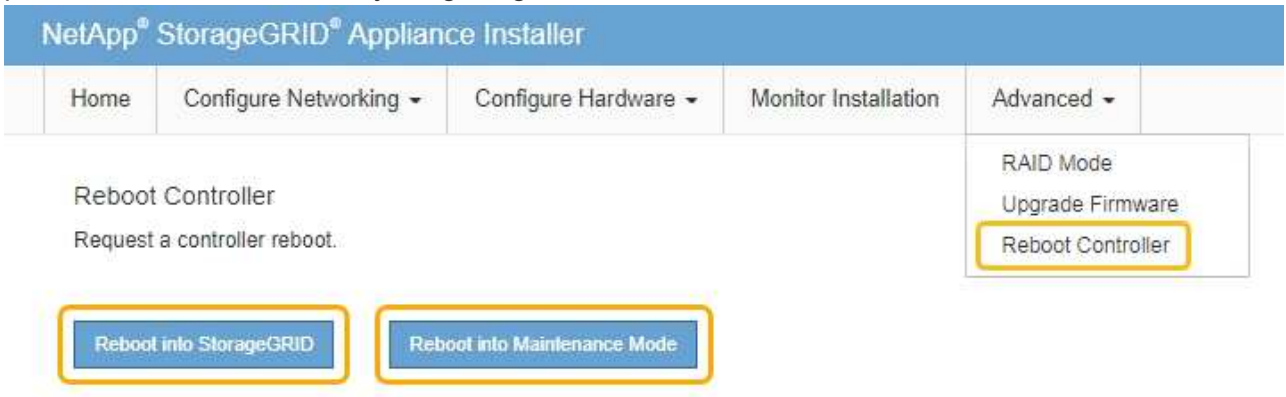 NetApp® StorageGRID® Appliance Installer
Home Configure Networking Configure Hardware Monitor Installation Advanced
RAID Mode
Upgrade Firmware
Reboot Controller
Reboot Controller
Request a controller reboot.
Reboot into StorageGRID Reboot into Maintenance Mode